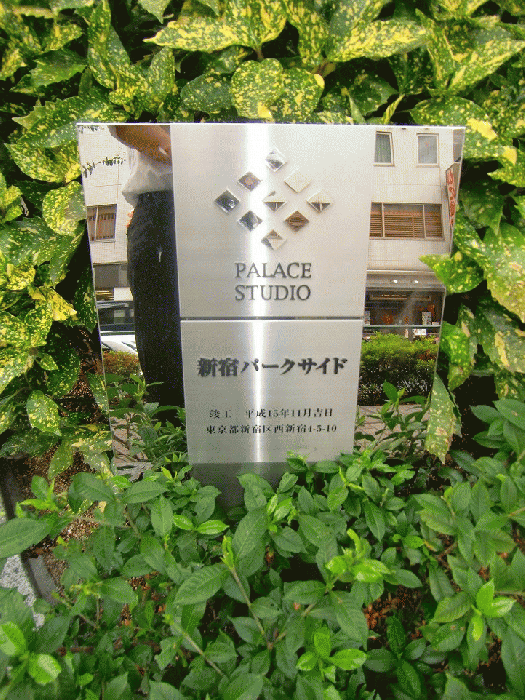 PALACE
STUDIO
新宿パークサイド
竣工 平成15年11月吉日
東京都新宿区西新宿4-5-10